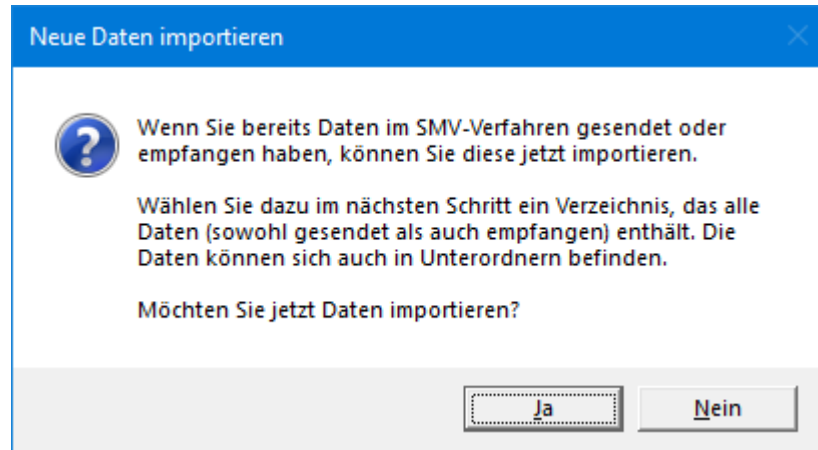 Neue Daten importieren
Wenn Sie bereits Daten im SMV-Verfahren gesendet oder
empfangen haben, können Sie diese jetzt importieren.
Wählen Sie dazu im nächsten Schritt ein Verzeichnis, das alle
Daten (sowohl gesendet als auch empfangen) enthält. Die
Daten können sich auch in Unterordnern befinden.
Möchten Sie jetzt Daten importieren?
Ja
Nein